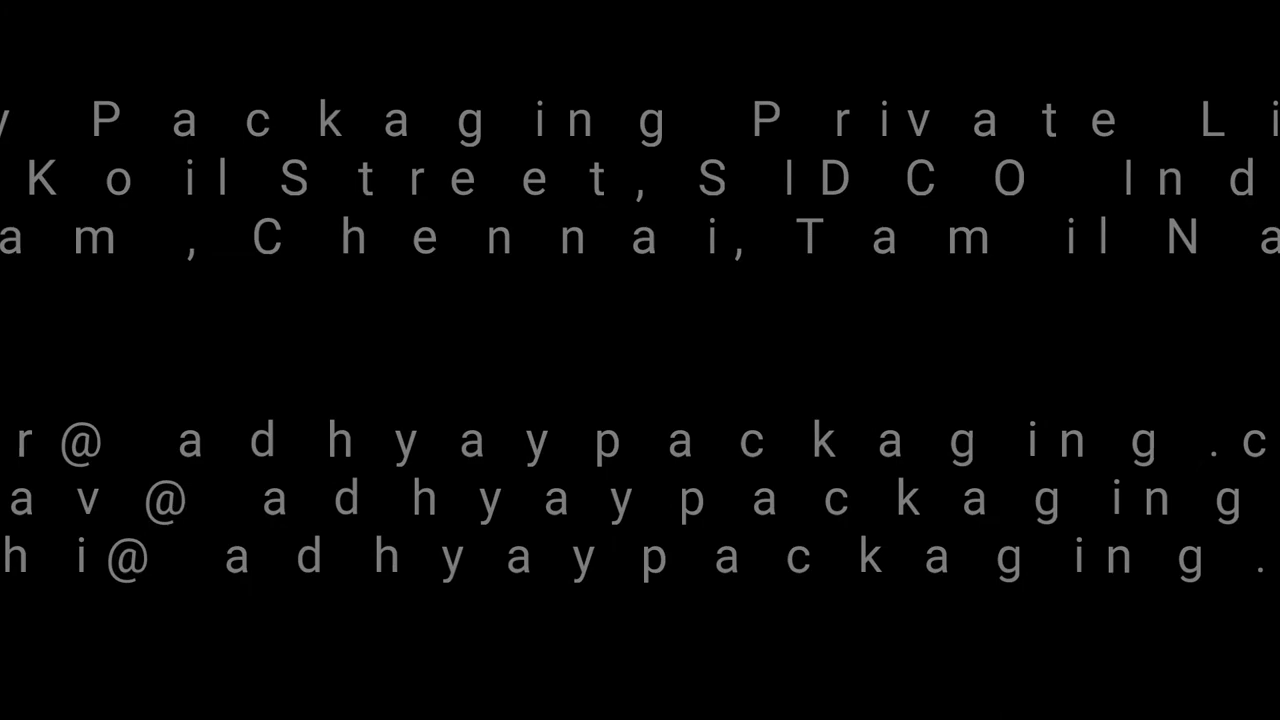 y Packaging Private Li
Koil Street, SIDCO Ind
am, Chennai, Tamil Na
r@adhyaypackaging.c
av@adhyaypackaging
hi@adhyaypackaging.